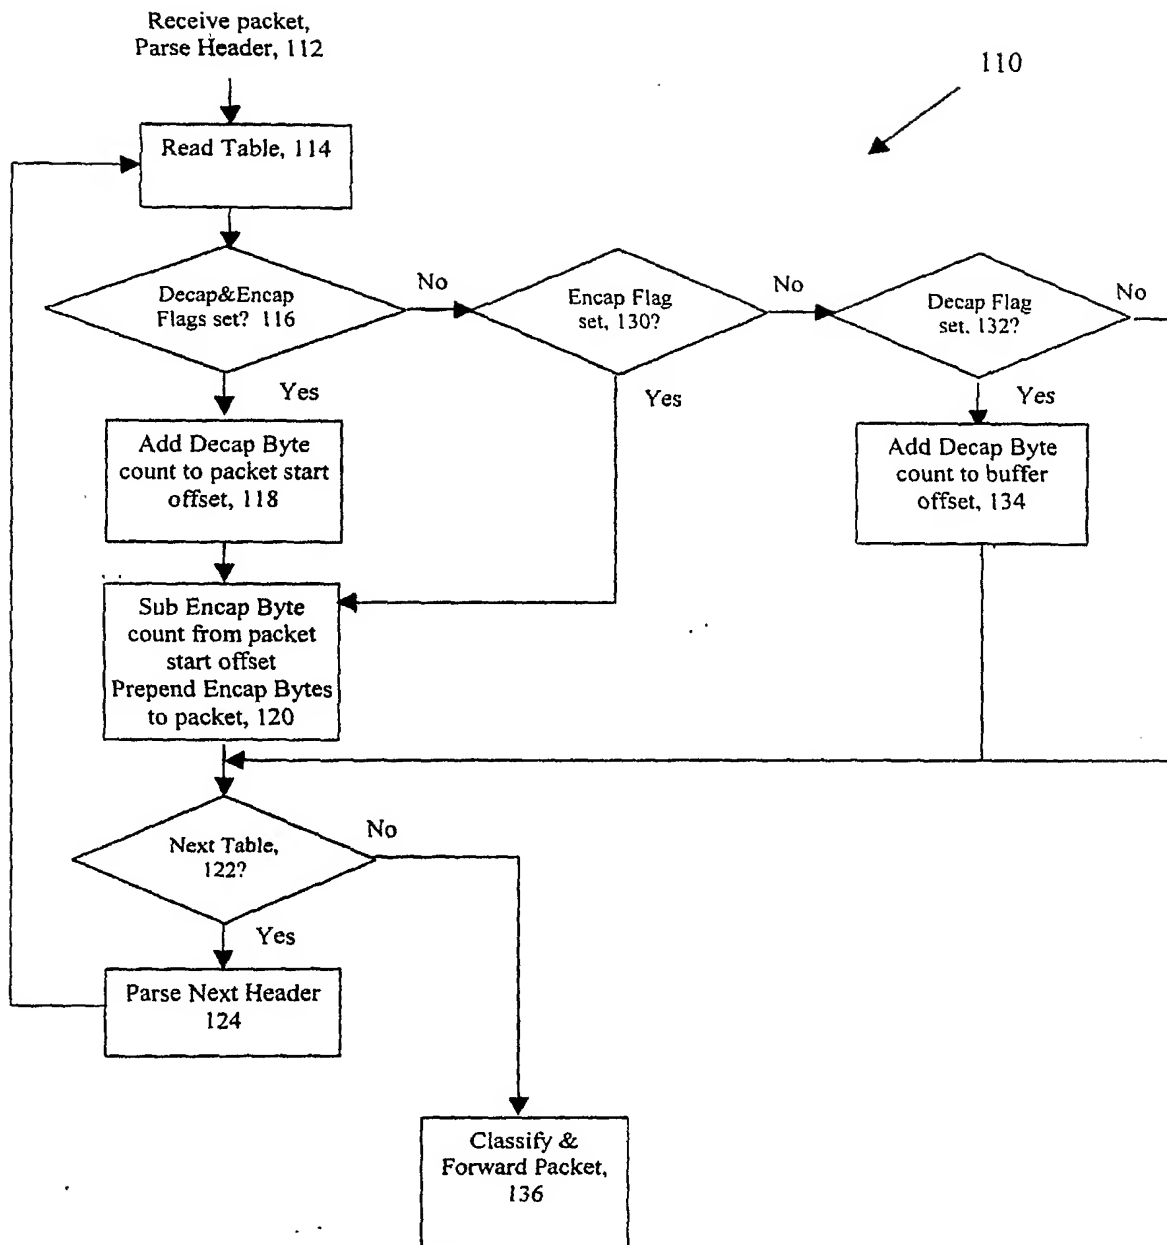 Receive packet,
Parse Header, 112
110
Read Table, 114
Decap&Encap
Flags set?  116
No
Encap Flag
set, 130?
No
Decap Flag
set, 132?
No
Yes
Yes
Yes
Add Decap Byte
count to packet start
offset, 118
Add Decap Byte
count to buffer
offset, 134
Sub Encap Byte
count from packet
start offset
Prepend Encap Bytes
to packet, 120
Next Table,
122?
No
Yes
Parse Next Header
124
Classify &
Forward Packet,
136